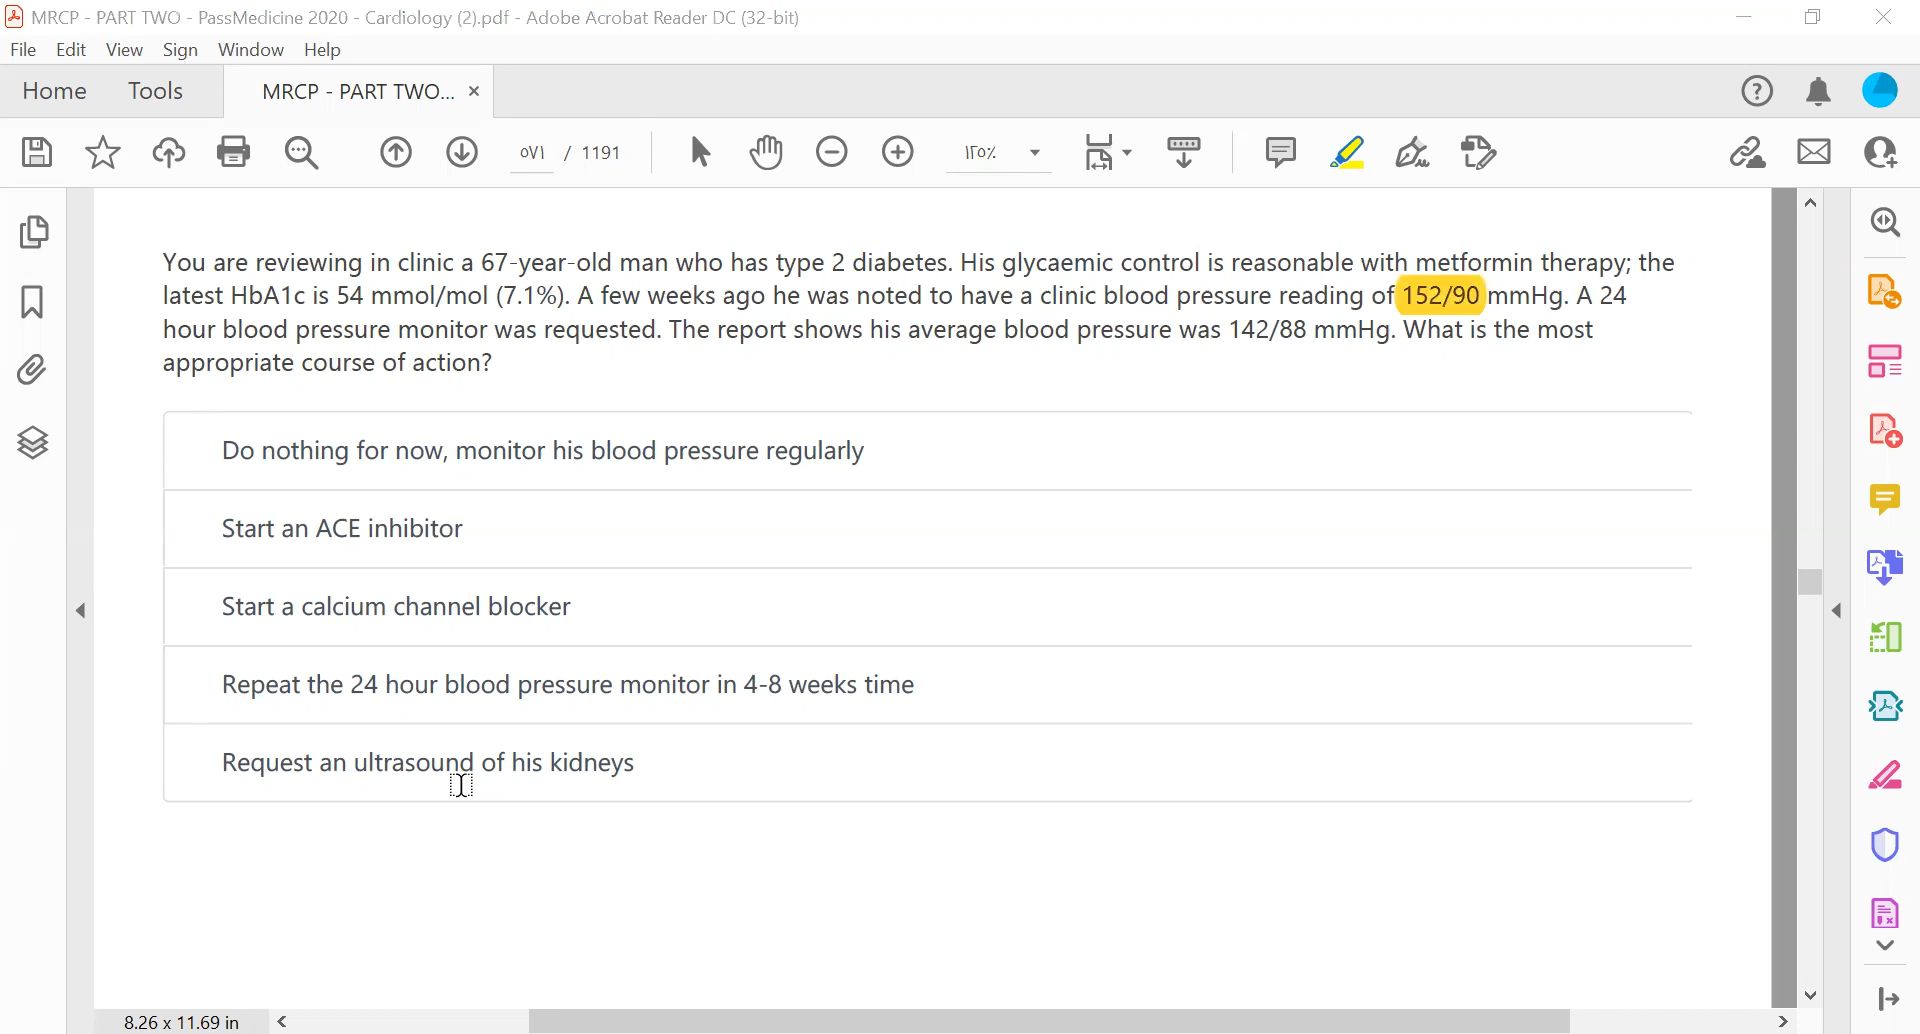 MRCP - PART TWO - PassMedicine 2020 - Cardiology (2).pdf - Adobe Acrobat Reader DC (32-bit)
File Edit View Sign Window Help
Home Tools MRCP - PART TWO... ×
٥٧١ / 1191 ١٢٥٪
You are reviewing in clinic a 67-year-old man who has type 2 diabetes. His glycaemic control is reasonable with metformin therapy; the
latest HbA1c is 54 mmol/mol (7.1%). A few weeks ago he was noted to have a clinic blood pressure reading of 152/90 mmHg. A 24
hour blood pressure monitor was requested. The report shows his average blood pressure was 142/88 mmHg. What is the most
appropriate course of action?
Do nothing for now, monitor his blood pressure regularly
Start an ACE inhibitor
Start a calcium channel blocker
Repeat the 24 hour blood pressure monitor in 4-8 weeks time
Request an ultrasound of his kidneys
8.26 x 11.69 in